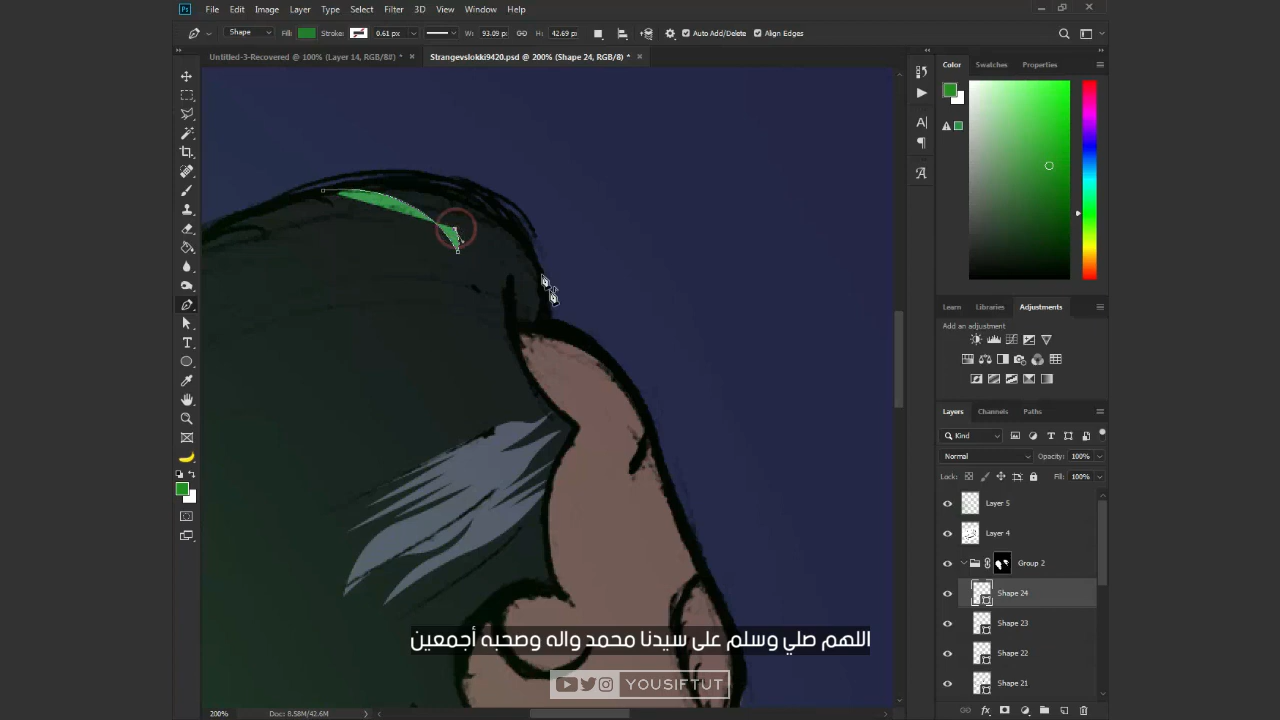 File Edit Image Layer Type Select Filter 3D View Window Help
Shape Fill: Stroke: 0.61 px W: 93.09 px H: 42.69 px Auto Add/Delete Align Edges
Untitled-3-Recovered @ 100% (Layer 14, RGB/8#) * × Strangevslokki9420.psd @ 200% (Shape 24, RGB/8) * ×
Color Swatches Properties
Learn Libraries Adjustments
Add an adjustment
Layers Channels Paths
Kind
Normal Opacity: 100%
Lock: Fill: 100%
Layer 5
Layer 4
Group 2
Shape 24
Shape 23
Shape 22
Shape 21
اللهم صلي وسلم على سيدنا محمد واله وصحبه أجمعين
YOUSIFTUT
200% Doc: 8.58M/42.6M